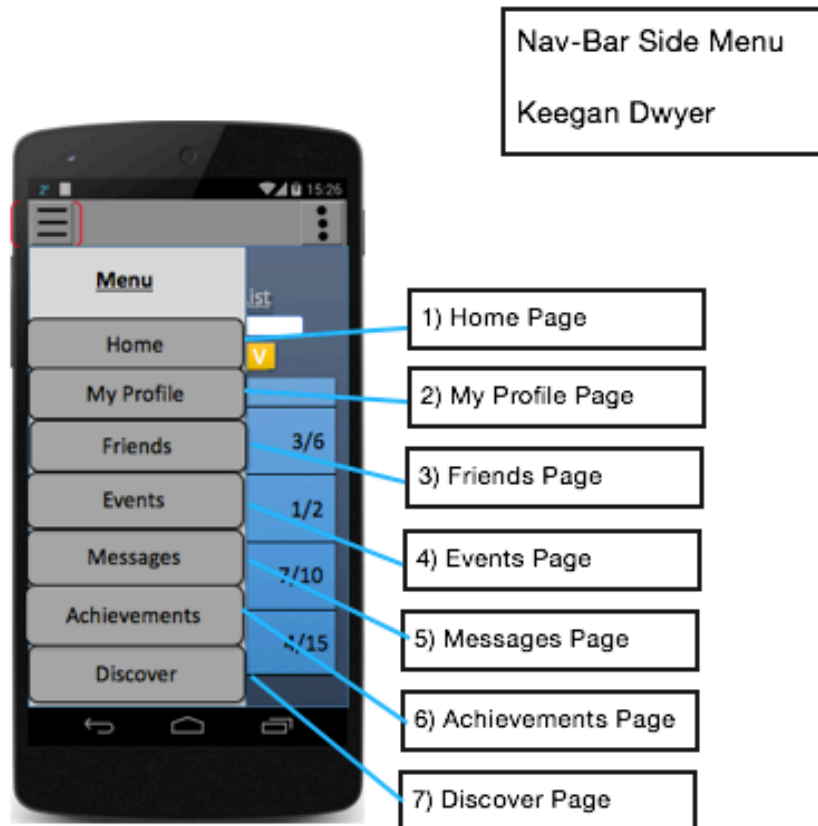 Nav-Bar Side Menu
Keegan Dwyer
15:26
Menu
Home
My Profile
Friends
Events
Messages
Achievements
Discover
V
3/6
1/2
7/10
4/15
1) Home Page
2) My Profile Page
3) Friends Page
4) Events Page
5) Messages Page
6) Achievements Page
7) Discover Page